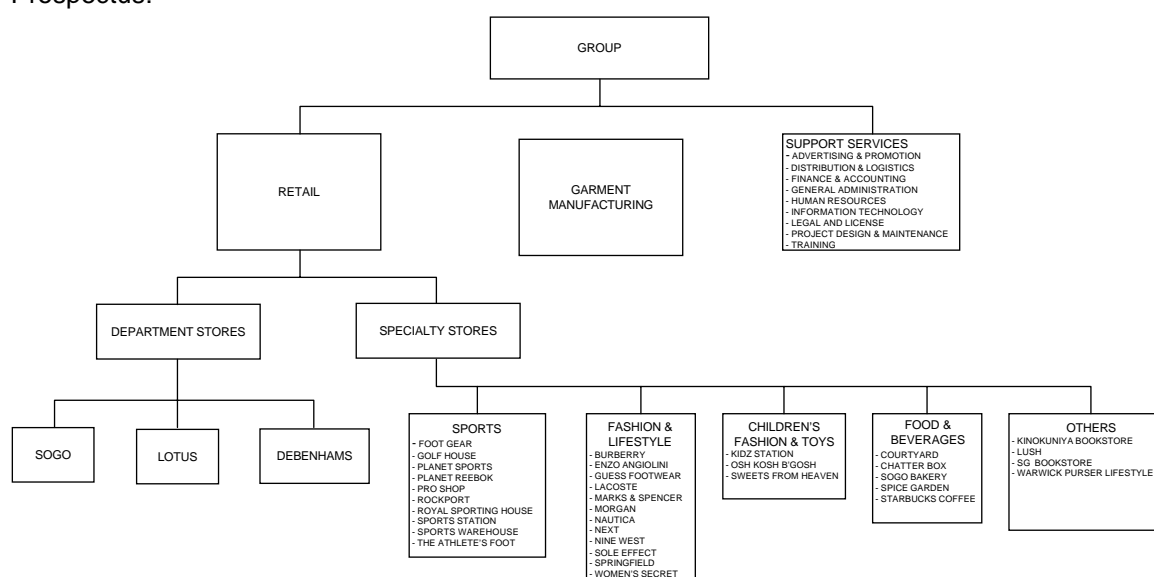 Prospectus.
GROUP
RETAIL
GARMENT
MANUFACTURING
SUPPORT SERVICES
- ADVERTISING & PROMOTION
- DISTRIBUTION & LOGISTICS
- FINANCE & ACCOUNTING
- GENERAL ADMINISTRATION
- HUMAN RESOURCES
- INFORMATION TECHNOLOGY
- LEGAL AND LICENSE
- PROJECT DESIGN & MAINTENANCE
- TRAINING
DEPARTMENT STORES
SPECIALTY STORES
SOGO
LOTUS
DEBENHAMS
SPORTS
- FOOT GEAR
- GOLF HOUSE
- PLANET SPORTS
- PLANET REEBOK
- PRO SHOP
- ROCKPORT
- ROYAL SPORTING HOUSE
- SPORTS STATION
- SPORTS WAREHOUSE
- THE ATHLETE'S FOOT
FASHION &
LIFESTYLE
- BURBERRY
- ENZO ANGIOLINI
- GUESS FOOTWEAR
- LACOSTE
- MARKS & SPENCER
- MORGAN
- NAUTICA
- NEXT
- NINE WEST
- SOLE EFFECT
- SPRINGFIELD
- WOMEN'S SECRET
CHILDREN'S
FASHION & TOYS
- KIDZ STATION
- OSH KOSH B'GOSH
- SWEETS FROM HEAVEN
FOOD &
BEVERAGES
- COURTYARD
- CHATTER BOX
- SOGO BAKERY
- SPICE GARDEN
- STARBUCKS COFFEE
OTHERS
- KINOKUNIYA BOOKSTORE
- LUSH
- SG BOOKSTORE
- WARWICK PURSER LIFESTYLE